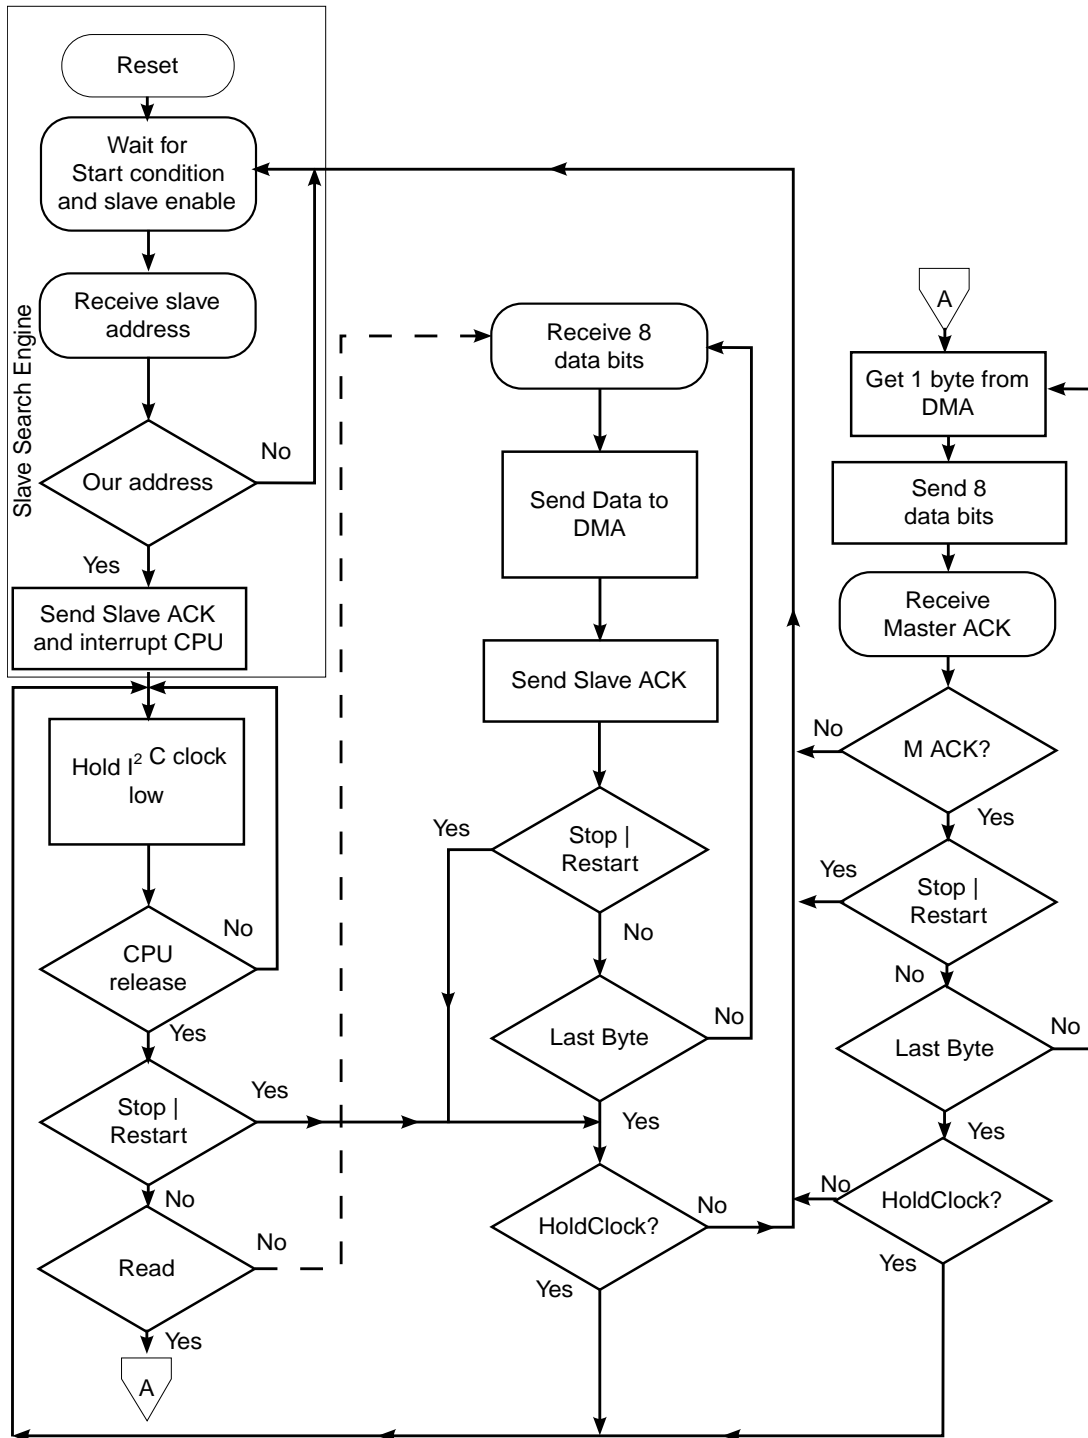 Reset
Wait for
Start condition
and slave enable
Receive slave
address
Slave Search Engine
Our address
No
Yes
Send Slave ACK
and interrupt CPU
Hold I² C clock
low
CPU
release
No
Yes
Stop |
Restart
Yes
No
Read
No
Yes
A
Receive 8
data bits
Send Data to
DMA
Send Slave ACK
Stop |
Restart
Yes
No
Last Byte
No
Yes
HoldClock?
No
Yes
A
Get 1 byte from
DMA
Send 8
data bits
Receive
Master ACK
M ACK?
No
Yes
Stop |
Restart
Yes
No
Last Byte
No
Yes
HoldClock?
No
Yes